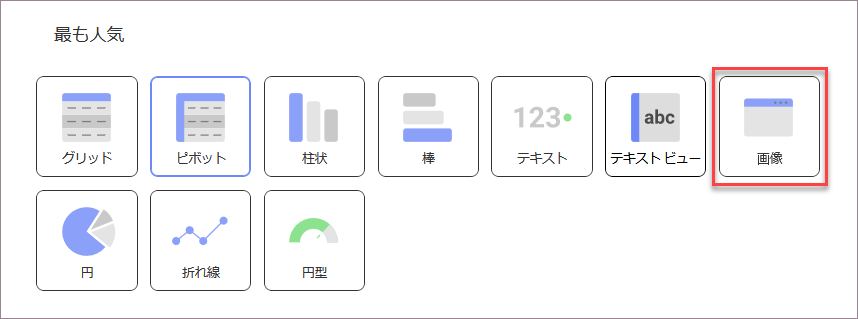 最も人気
グリッド
ピボット
柱状
棒
123
テキスト
abc
テキスト ビュー
画像
円
折れ線
円型